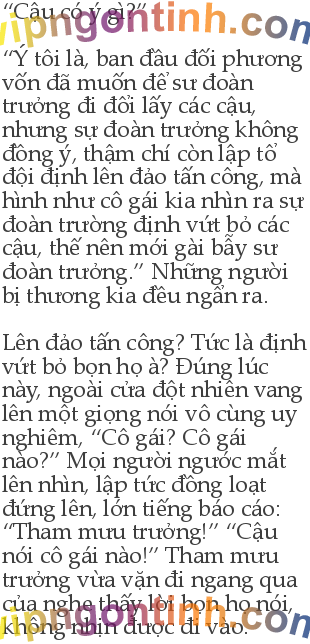 “Cậu có ý gì?”
vipngontinh.com
“Ý tôi là, ban đầu đối phương
vốn đã muốn để sư đoàn
trưởng đi đổi lấy các cậu,
nhưng sư đoàn trưởng không
đồng ý, thậm chí còn lập tổ
đội định lên đảo tấn công, mà
hình như cô gái kia nhìn ra sự
đoàn trường định vứt bỏ các
cậu, thế nên mới gài bẫy sư
đoàn trưởng.” Những người
bị thương kia đều ngẩn ra.
Lên đảo tấn công? Tức là định
vứt bỏ bọn họ à? Đúng lúc
này, ngoài cửa đột nhiên vang
lên một giọng nói vô cùng uy
nghiêm, “Cô gái? Cô gái
nào?” Mọi người ngước mắt
lên nhìn, lập tức đồng loạt
đứng lên, lớn tiếng báo cáo:
“Tham mưu trưởng!” “Cậu
nói cô gái nào!” Tham mưu
trưởng vừa vặn đi ngang qua
cửa nghe thấy lời bọn họ nói,
không nhịn được đi vào.
vipngontinh.com